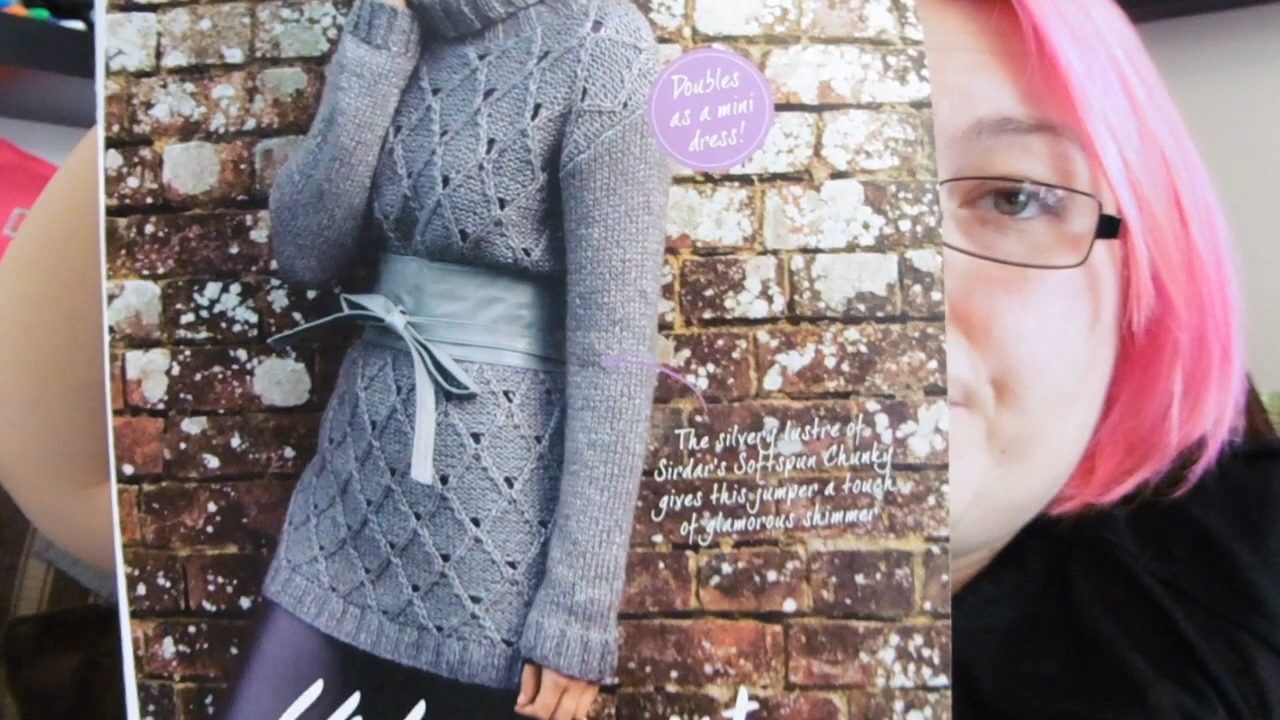 Doubles
as a mini
dress!
The silvery lustre of
Sirdar's Softspun Chunky
gives this jumper a touch
of glamorous shimmer